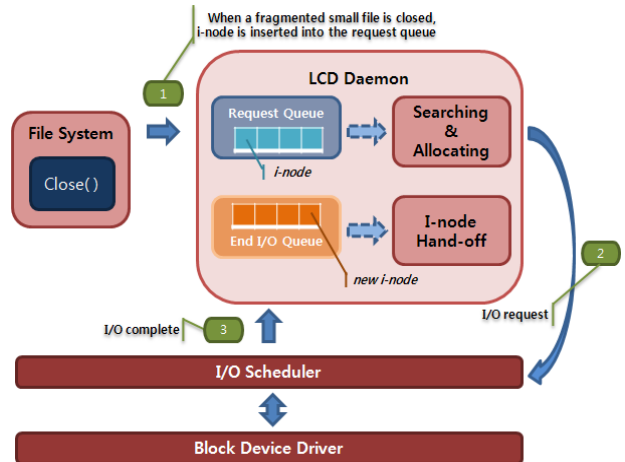 When a fragmented small file is closed,
i-node is inserted into the request queue
1
LCD Daemon
File System
Close( )
Request Queue
i-node
Searching
&
Allocating
End I/O Queue
new i-node
I-node
Hand-off
2
I/O request
I/O complete
3
I/O Scheduler
Block Device Driver